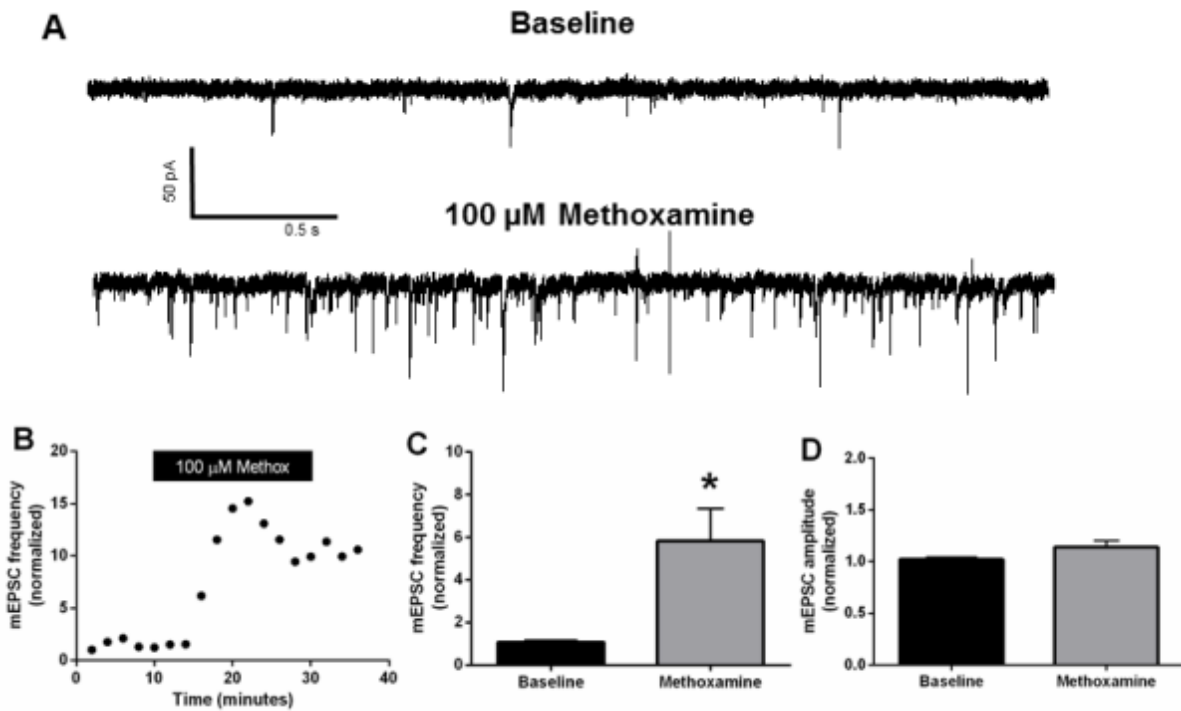 A
Baseline
50 pA
0.5 s
100 µM Methoxamine
B
mEPSC frequency
(normalized)
20
15
10
5
0
100 µM Methox
0
10
20
30
40
Time (minutes)
C
mEPSC frequency
(normalized)
10
8
6
4
2
0
*
Baseline
Methoxamine
D
mEPSC amplitude
(normalized)
2.0
1.5
1.0
0.5
0.0
Baseline
Methoxamine